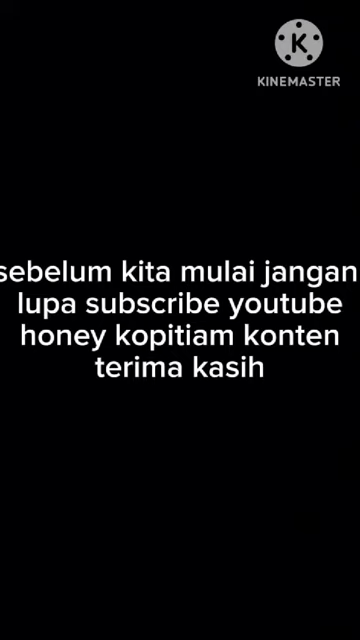 KINEMASTER
sebelum kita mulai jangan
lupa subscribe youtube
honey kopitiam konten
terima kasih